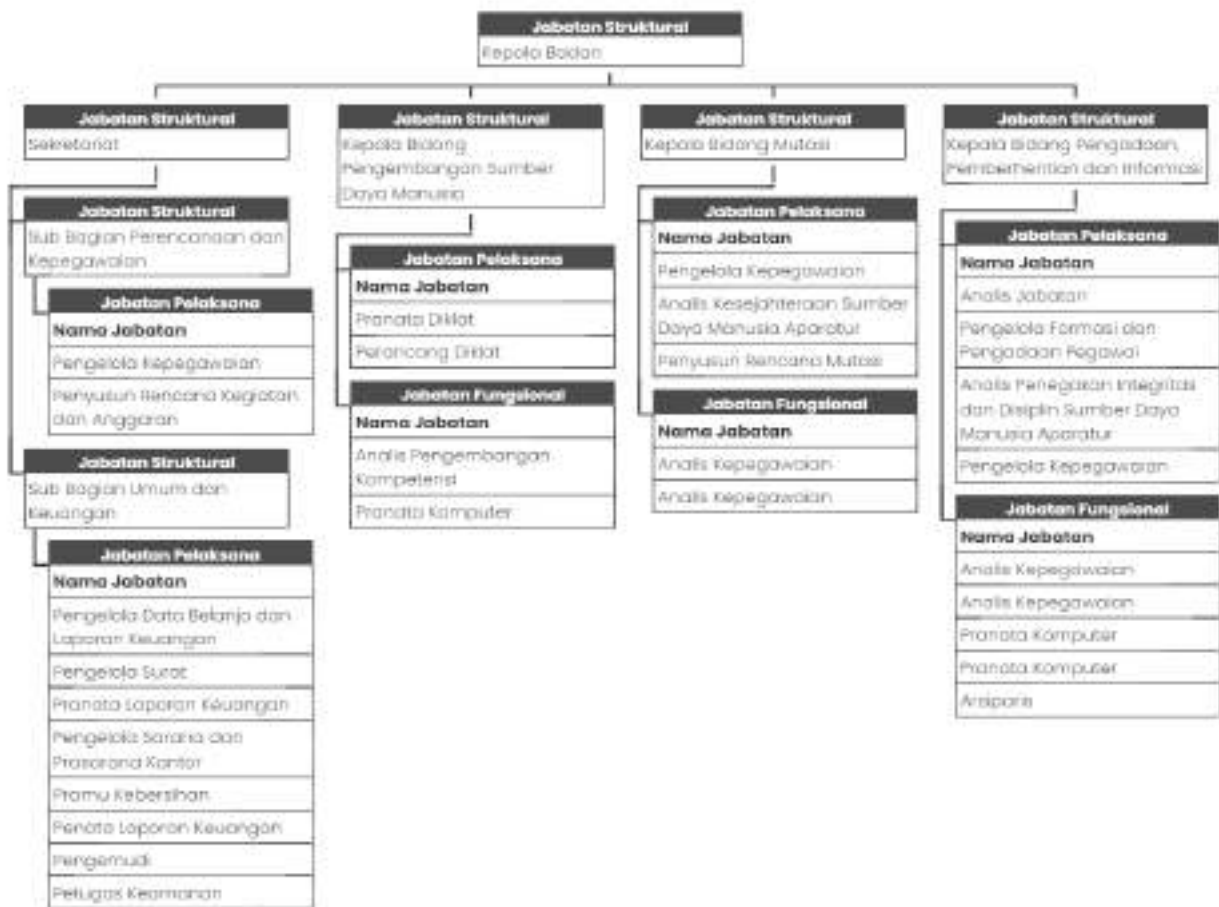 Jabatan Struktural
Kepala Badan
Jabatan Struktural
Sekretariat
Jabatan Struktural
Sub Bagian Perencanaan dan
Kepegawaian
Jabatan Pelaksana
Nama Jabatan
Pengelola Kepegawaian
Penyusun Rencana Kegiatan
dan Anggaran
Jabatan Struktural
Sub Bagian Umum dan
Keuangan
Jabatan Pelaksana
Nama Jabatan
Pengelola Data Belanja dan
Laporan Keuangan
Pengelola Surat
Pranata Laporan Keuangan
Pengelola Sarana dan
Prasarana Kantor
Pramu Kebersihan
Penata Laporan Keuangan
Pengemudi
Petugas Keamanan
Jabatan Struktural
Kepala Bidang
Pengembangan Sumber
Daya Manusia
Jabatan Pelaksana
Nama Jabatan
Pranata Diklat
Perancang Diklat
Jabatan Fungsional
Nama Jabatan
Analis Pengembangan
Kompetensi
Pranata Komputer
Jabatan Struktural
Kepala Bidang Mutasi
Jabatan Pelaksana
Nama Jabatan
Pengelola Kepegawaian
Analis Kesejahteraan Sumber
Daya Manusia Aparatur
Penyusun Rencana Mutasi
Jabatan Fungsional
Nama Jabatan
Analis Kepegawaian
Analis Kepegawaian
Jabatan Struktural
Kepala Bidang Pengadaan,
Pemberhentian dan Informasi
Jabatan Pelaksana
Nama Jabatan
Analis Jabatan
Pengelola Formasi dan
Pengadaan Pegawai
Analis Penegakan Integritas
dan Disiplin Sumber Daya
Manusia Aparatur
Pengelola Kepegawaian
Jabatan Fungsional
Nama Jabatan
Analis Kepegawaian
Analis Kepegawaian
Pranata Komputer
Pranata Komputer
Arsiparis